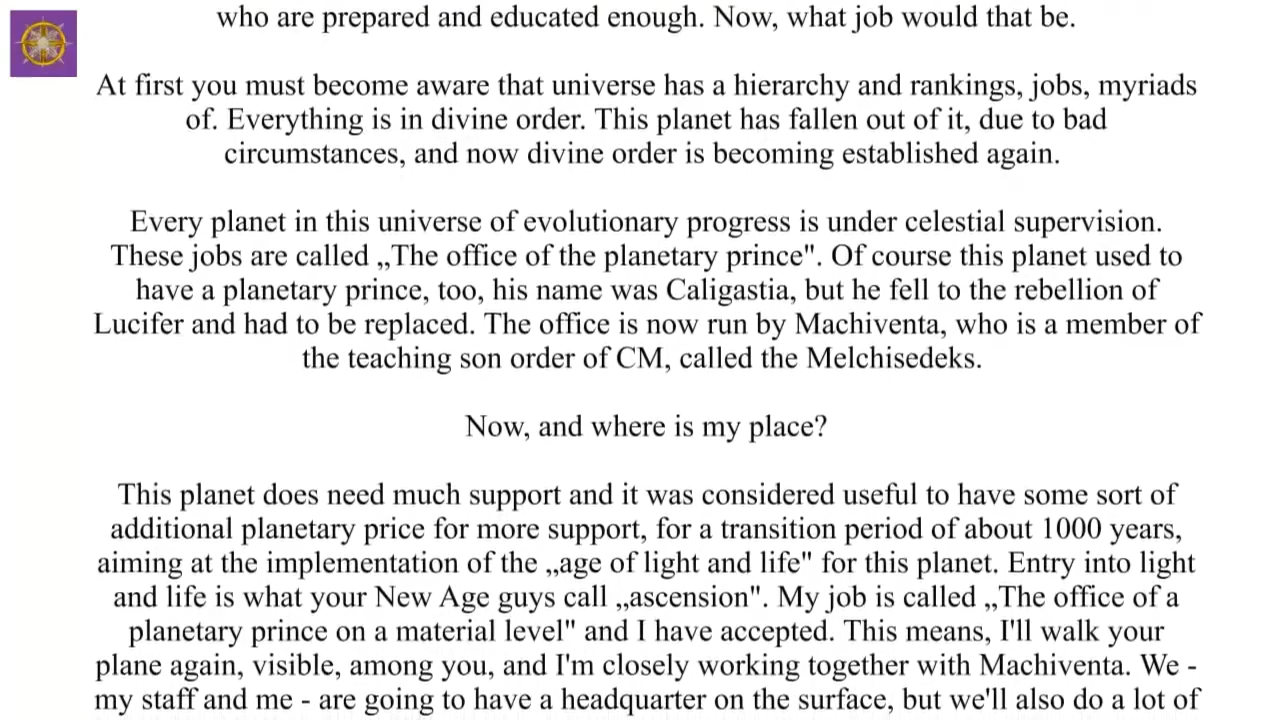 who are prepared and educated enough. Now, what job would that be.
At first you must become aware that universe has a hierarchy and rankings, jobs, myriads
of. Everything is in divine order. This planet has fallen out of it, due to bad
circumstances, and now divine order is becoming established again.
Every planet in this universe of evolutionary progress is under celestial supervision.
These jobs are called „The office of the planetary prince". Of course this planet used to
have a planetary prince, too, his name was Caligastia, but he fell to the rebellion of
Lucifer and had to be replaced. The office is now run by Machiventa, who is a member of
the teaching son order of CM, called the Melchisedeks.
Now, and where is my place?
This planet does need much support and it was considered useful to have some sort of
additional planetary price for more support, for a transition period of about 1000 years,
aiming at the implementation of the „age of light and life" for this planet. Entry into light
and life is what your New Age guys call „ascension". My job is called „The office of a
planetary prince on a material level" and I have accepted. This means, I'll walk your
plane again, visible, among you, and I'm closely working together with Machiventa. We -
my staff and me - are going to have a headquarter on the surface, but we'll also do a lot of